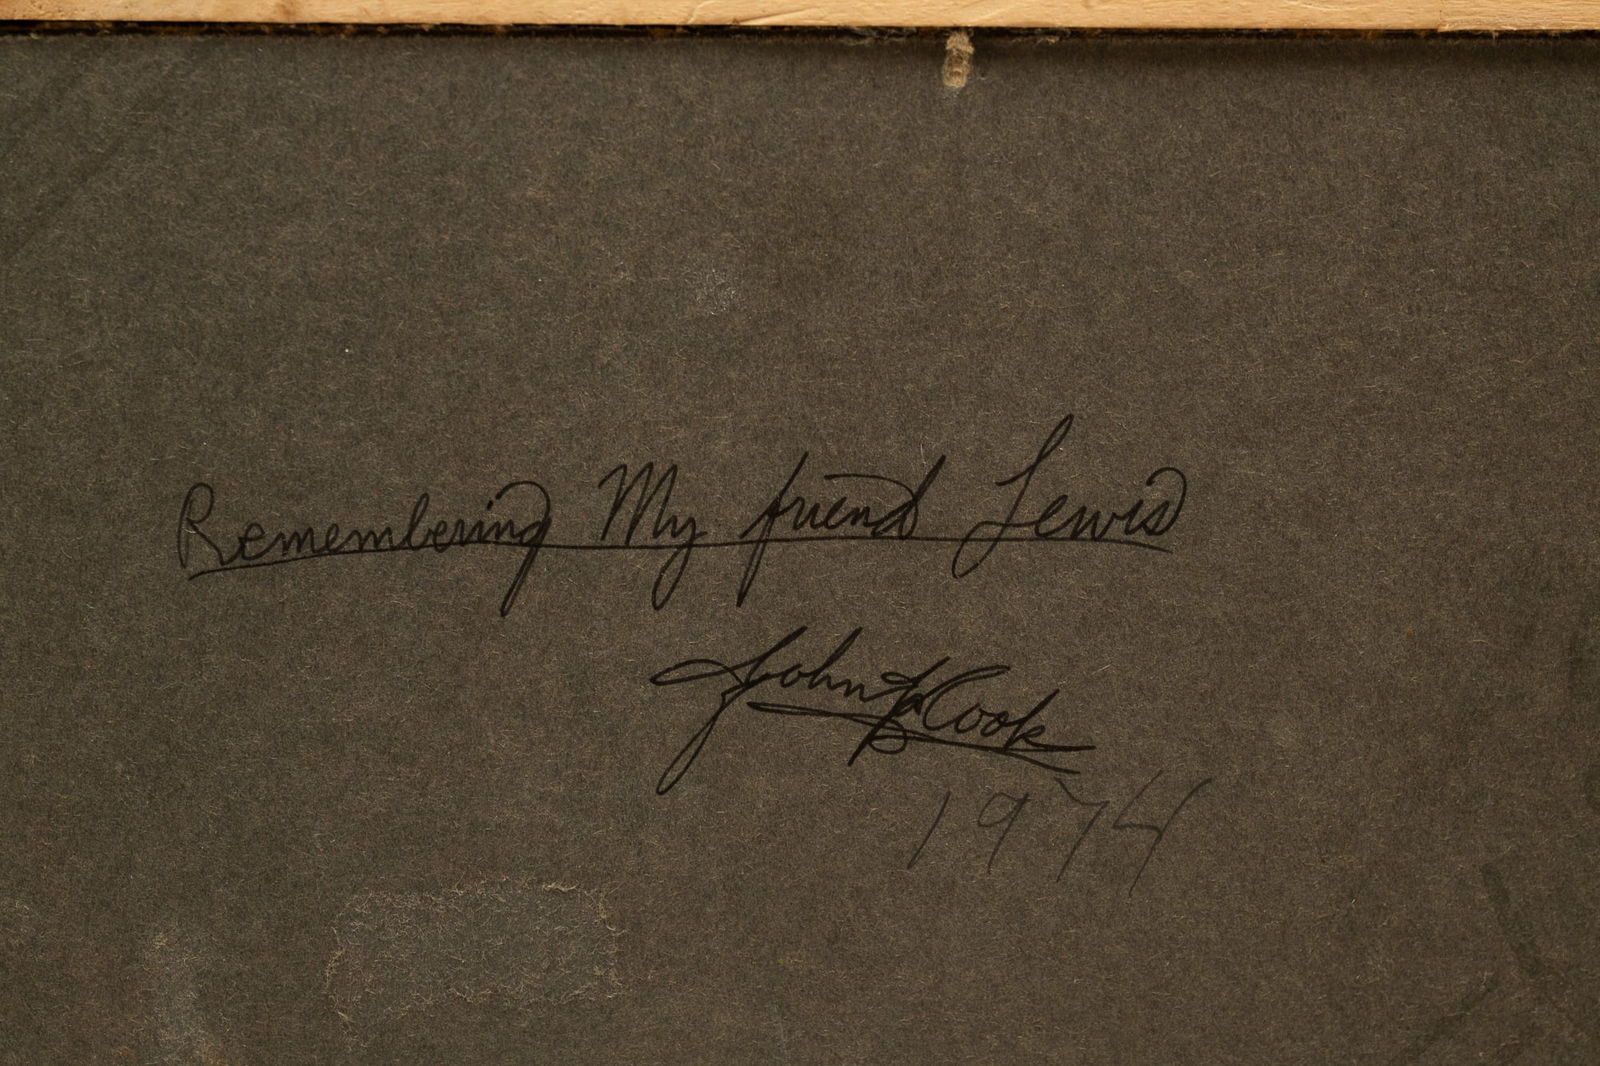 Remembering My friend Lewis
John Cook
1974